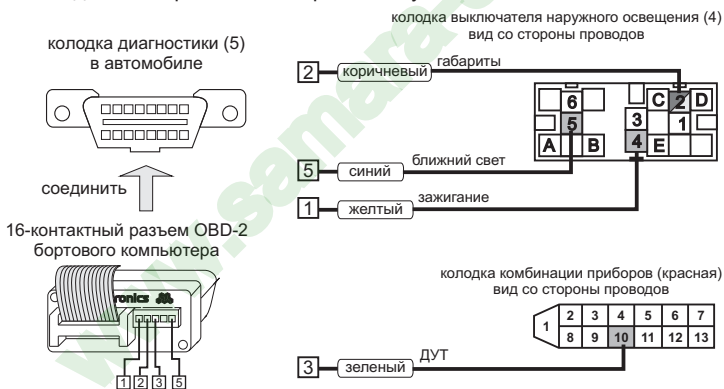 колодка выключателя наружного освещения (4)
вид со стороны проводов
колодка диагностики (5)
в автомобиле
2 коричневый габариты
6 C 2 D
5 3 1
A B 4 E
5 синий ближний свет
1 желтый зажигание
соединить
16-контактный разъем OBD-2
бортового компьютера
ronics
1 2 3 5
колодка комбинации приборов (красная)
вид со стороны проводов
1 2 3 4 5 6 7
8 9 10 11 12 13
3 зеленый ДУТ